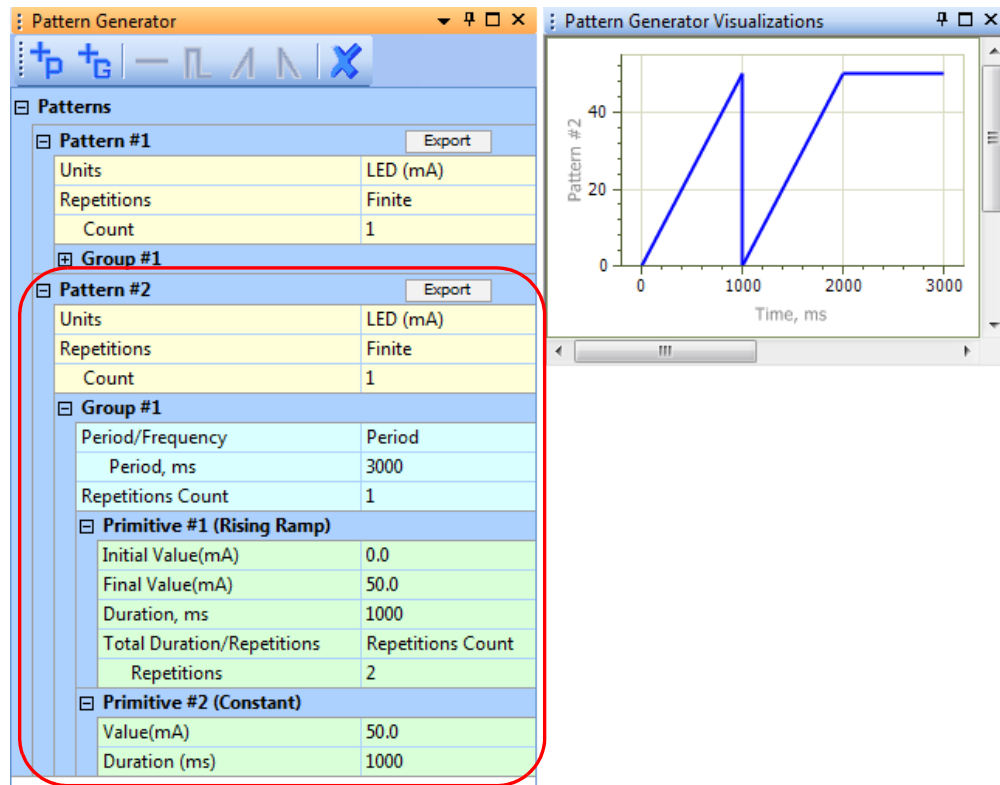 Pattern Generator
P
G
Patterns
Pattern #1 Export
Units LED (mA)
Repetitions Finite
Count 1
Group #1
Pattern #2 Export
Units LED (mA)
Repetitions Finite
Count 1
Group #1
Period/Frequency Period
Period, ms 3000
Repetitions Count 1
Primitive #1 (Rising Ramp)
Initial Value(mA) 0.0
Final Value(mA) 50.0
Duration, ms 1000
Total Duration/Repetitions Repetitions Count
Repetitions 2
Primitive #2 (Constant)
Value(mA) 50.0
Duration (ms) 1000
Pattern Generator Visualizations
Pattern #2
40
20
0
0 1000 2000 3000
Time, ms